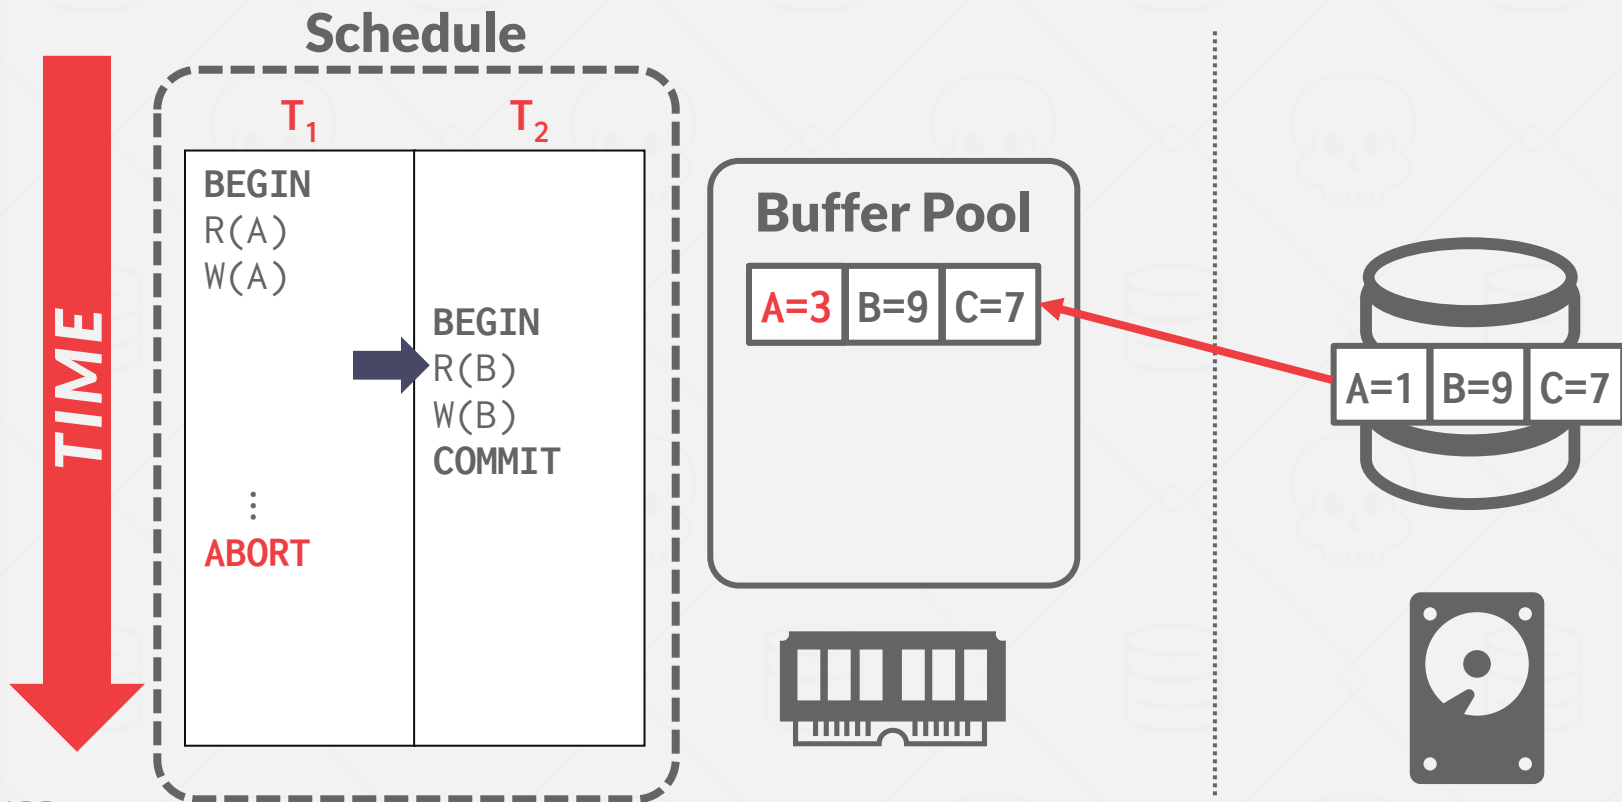 Schedule
TIME
T1
T2
BEGIN
R(A)
W(A)
⋮
ABORT
BEGIN
R(B)
W(B)
COMMIT
Buffer Pool
A=3 B=9 C=7
A=1 B=9 C=7